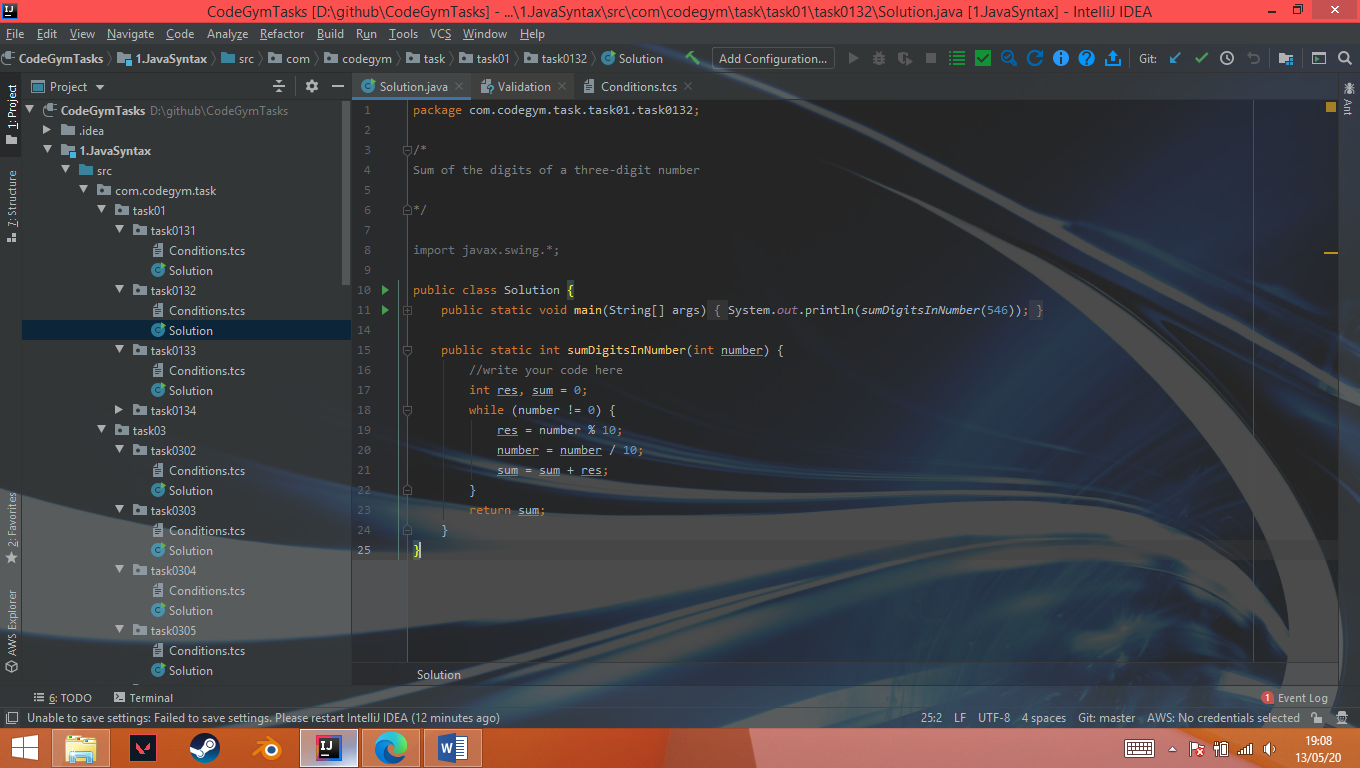 CodeGymTasks [D:\github\CodeGymTasks] - ...\1.JavaSyntax\src\com\codegym\task\task01\task0132\Solution.java [1.JavaSyntax] - IntelliJ IDEA
File Edit View Navigate Code Analyze Refactor Build Run Tools VCS Window Help
CodeGymTasks 1.JavaSyntax src com codegym task task01 task0132 Solution Add Configuration... Git:
Project
Solution.java Validation Conditions.tcs
1: Project
7: Structure
2: Favorites
AWS Explorer
Ant
CodeGymTasks D:\github\CodeGymTasks
.idea
1.JavaSyntax
src
com.codegym.task
task01
task0131
Conditions.tcs
Solution
task0132
Conditions.tcs
Solution
task0133
Conditions.tcs
Solution
task0134
task03
task0302
Conditions.tcs
Solution
task0303
Conditions.tcs
Solution
task0304
Conditions.tcs
Solution
task0305
Conditions.tcs
Solution
1 package com.codegym.task.task01.task0132;
2
3 /*
4 Sum of the digits of a three-digit number
5
6 */
7
8 import javax.swing.*;
9
10 public class Solution {
11 public static void main(String[] args) { System.out.println(sumDigitsInNumber(546)); }
14
15 public static int sumDigitsInNumber(int number) {
16 //write your code here
17 int res, sum = 0;
18 while (number != 0) {
19 res = number % 10;
20 number = number / 10;
21 sum = sum + res;
22 }
23 return sum;
24 }
25 }
Solution
6: TODO Terminal 1 Event Log
Unable to save settings: Failed to save settings. Please restart IntelliJ IDEA (12 minutes ago) 25:2 LF UTF-8 4 spaces Git: master AWS: No credentials selected
19:08
13/05/20